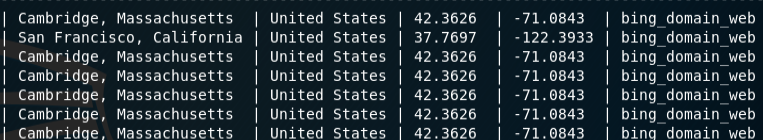 | Cambridge, Massachusetts | United States | 42.3626 | -71.0843 | bing_domain_web
| San Francisco, California | United States | 37.7697 | -122.3933 | bing_domain_web
| Cambridge, Massachusetts | United States | 42.3626 | -71.0843 | bing_domain_web
| Cambridge, Massachusetts | United States | 42.3626 | -71.0843 | bing_domain_web
| Cambridge, Massachusetts | United States | 42.3626 | -71.0843 | bing_domain_web
| Cambridge, Massachusetts | United States | 42.3626 | -71.0843 | bing_domain_web
| Cambridge, Massachusetts | United States | 42.3626 | -71.0843 | bing_domain_web